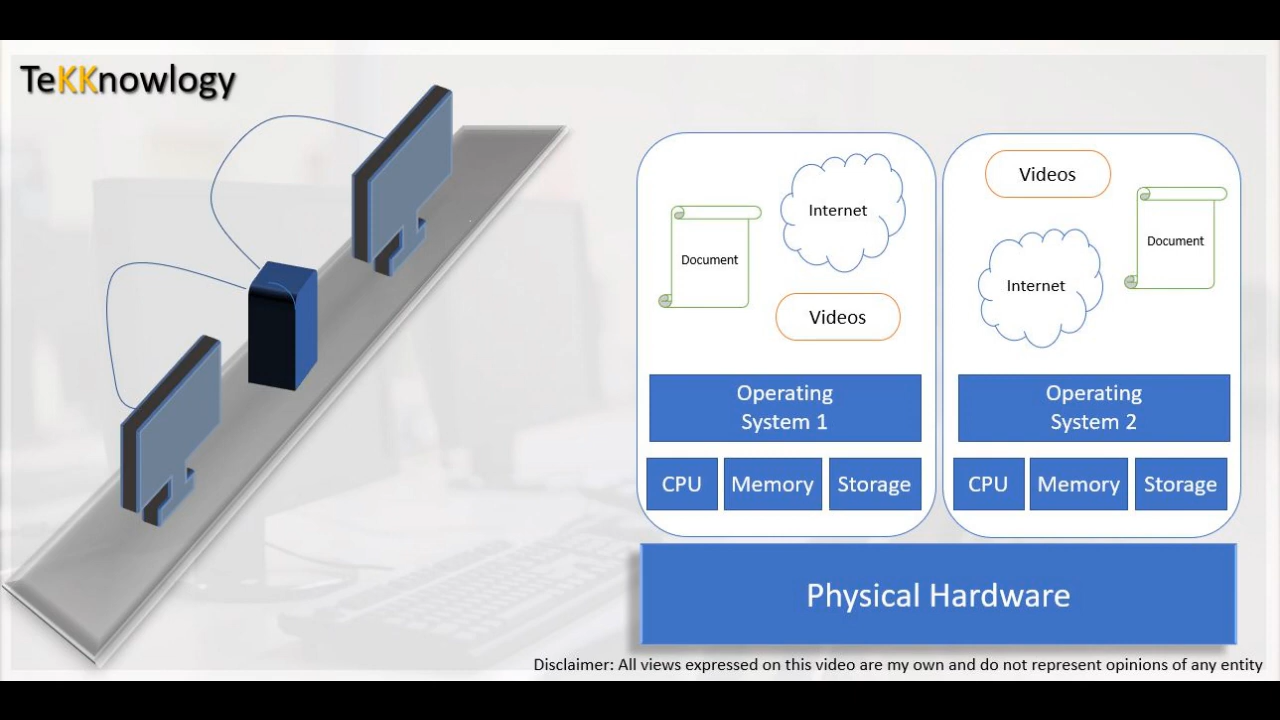 TeKKnowlogy
Document
Internet
Videos
Operating
System 1
CPU
Memory
Storage
Videos
Document
Internet
Operating
System 2
CPU
Memory
Storage
Physical Hardware
Disclaimer: All views expressed on this video are my own and do not represent opinions of any entity